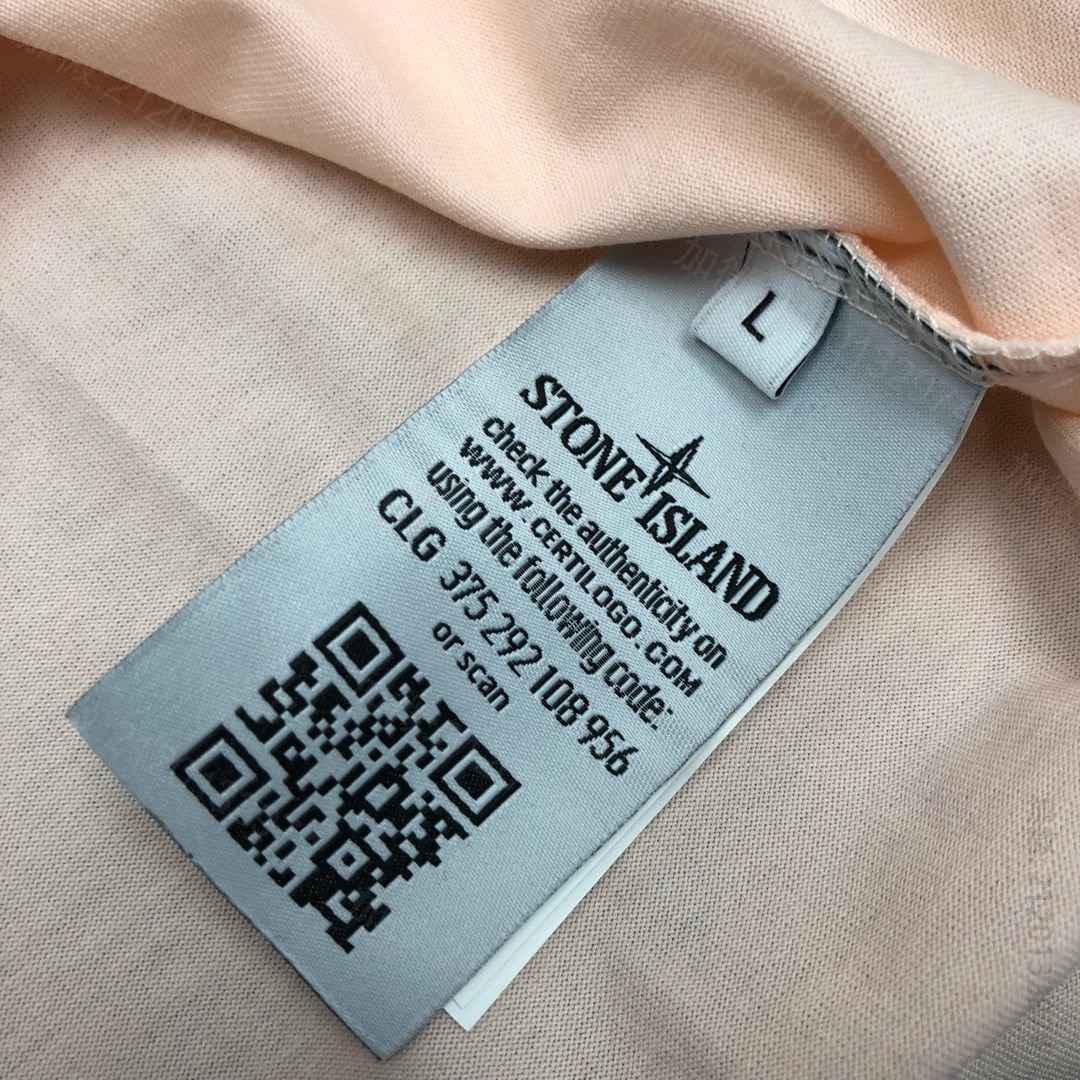 L
STONE ISLAND
check the authenticity on
WWW.CERTILOGO.COM
using the following code:
CLG 375 292 108 956
or scan